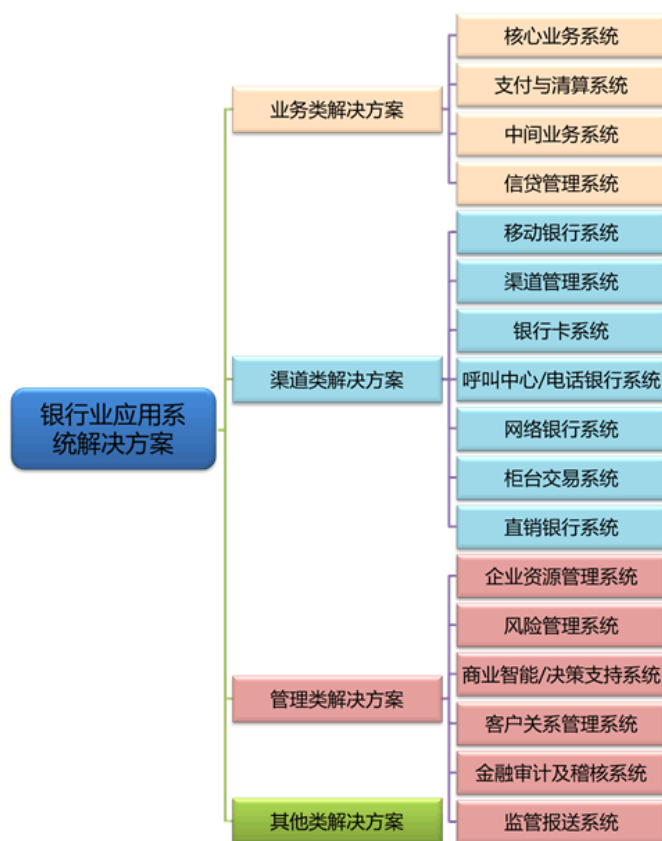 银行业应用系
统解决方案
业务类解决方案
核心业务系统
支付与清算系统
中间业务系统
信贷管理系统
渠道类解决方案
移动银行系统
渠道管理系统
银行卡系统
呼叫中心/电话银行系统
网络银行系统
柜台交易系统
直销银行系统
管理类解决方案
企业资源管理系统
风险管理系统
商业智能/决策支持系统
客户关系管理系统
金融审计及稽核系统
监管报送系统
其他类解决方案